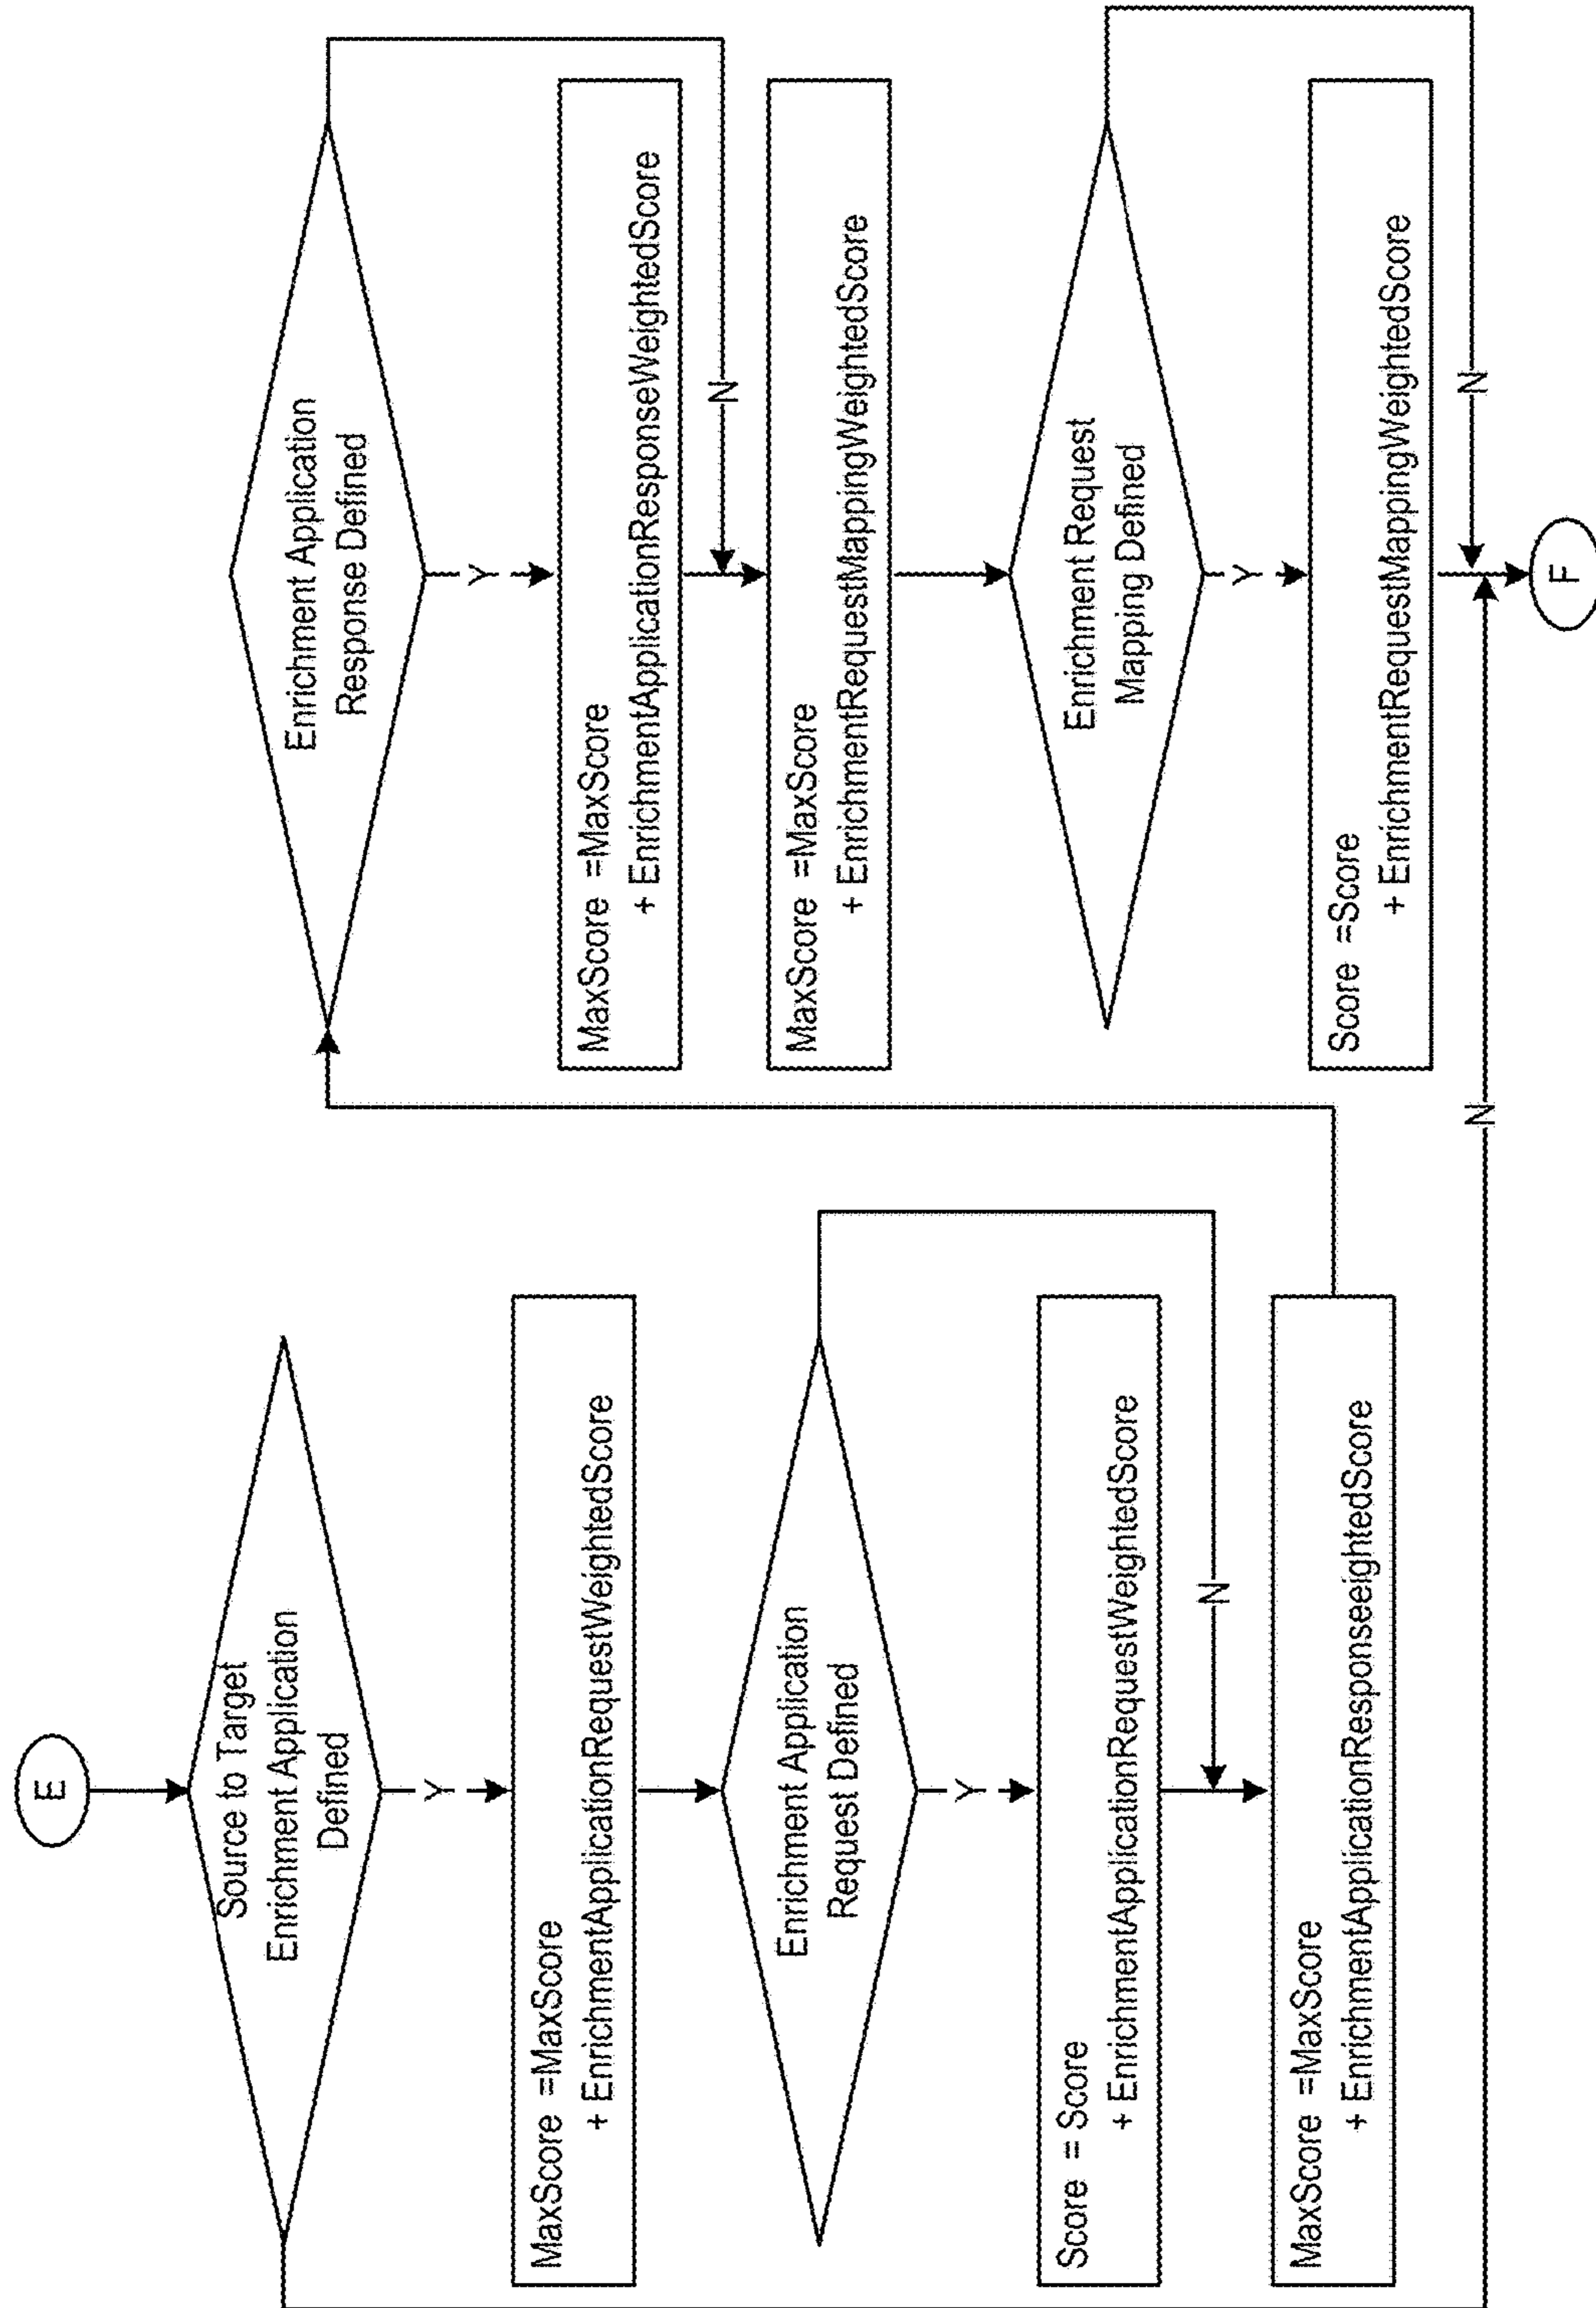 E
Source to Target
Enrichment Application
Defined
Y
MaxScore =MaxScore
+ EnrichmentApplicationRequestWeightedScore
Enrichment Application
Request Defined
Y
Score = Score
+ EnrichmentApplicationRequestWeightedScore
N
MaxScore =MaxScore
+ EnrichmentApplicationResponseeightedScore
N
Enrichment Application
Response Defined
Y
MaxScore =MaxScore
+ EnrichmentApplicationResponseWeightedScore
N
MaxScore =MaxScore
+ EnrichmentRequestMappingWeightedScore
Enrichment Request
Mapping Defined
Y
Score =Score
+ EnrichmentRequestMappingWeightedScore
N
F